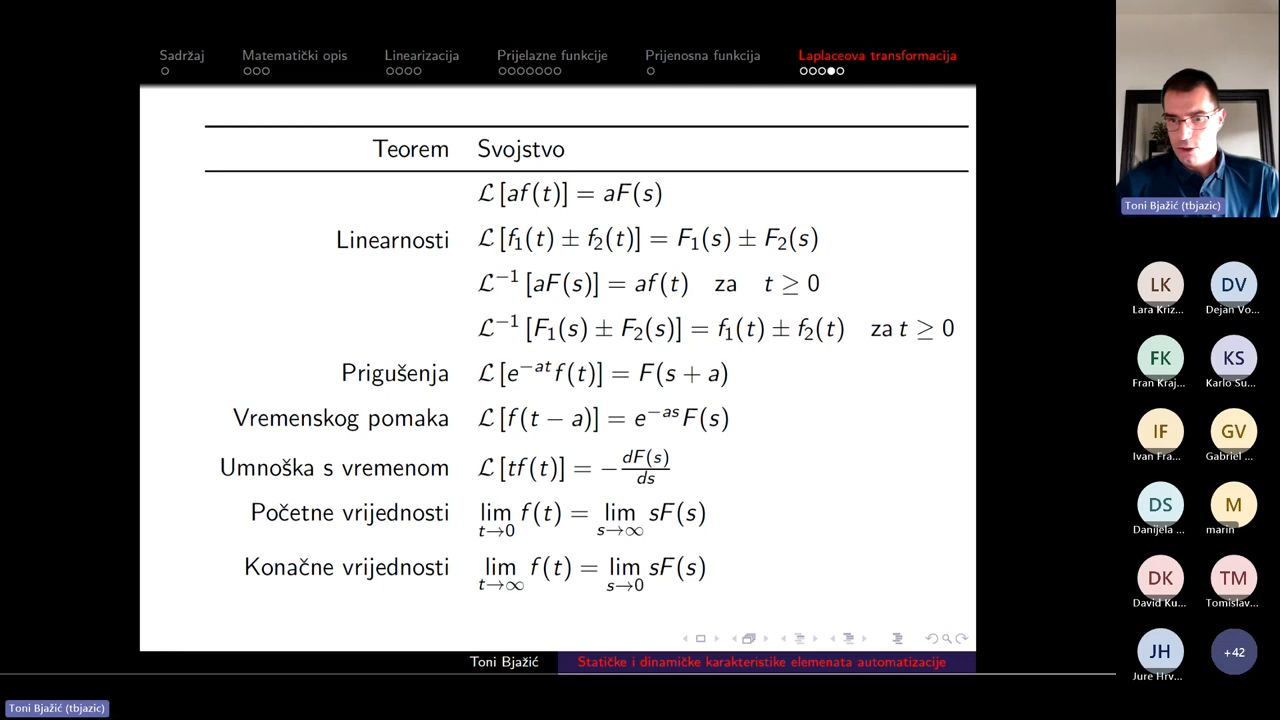 Sadržaj Matematički opis Linearizacija Prijelazne funkcije Prijenosna funkcija Laplaceova transformacija
Teorem Svojstvo
ℒ [af(t)] = aF(s)
Linearnosti ℒ [f₁(t) ± f₂(t)] = F₁(s) ± F₂(s)
ℒ⁻¹ [aF(s)] = af(t) za t ≥ 0
ℒ⁻¹ [F₁(s) ± F₂(s)] = f₁(t) ± f₂(t) za t ≥ 0
Prigušenja ℒ [e⁻ᵃᵗf(t)] = F(s + a)
Vremenskog pomaka ℒ [f(t − a)] = e⁻ᵃˢF(s)
Umnoška s vremenom ℒ [tf(t)] = − dF(s)/ds
Početne vrijednosti lim t→0 f(t) = lim s→∞ sF(s)
Konačne vrijednosti lim t→∞ f(t) = lim s→0 sF(s)
Toni Bjažić Statičke i dinamičke karakteristike elemenata automatizacije
Toni Bjažić (tbjazic)
Toni Bjažić (tbjazic)
LK DV
Lara Kriz... Dejan Vo...
FK KS
Fran Kraj... Karlo Su...
IF GV
Ivan Fra... Gabriel ...
DS M
Danijela ... marin
DK TM
David Ku... Tomislav...
JH +42
Jure Hrv...